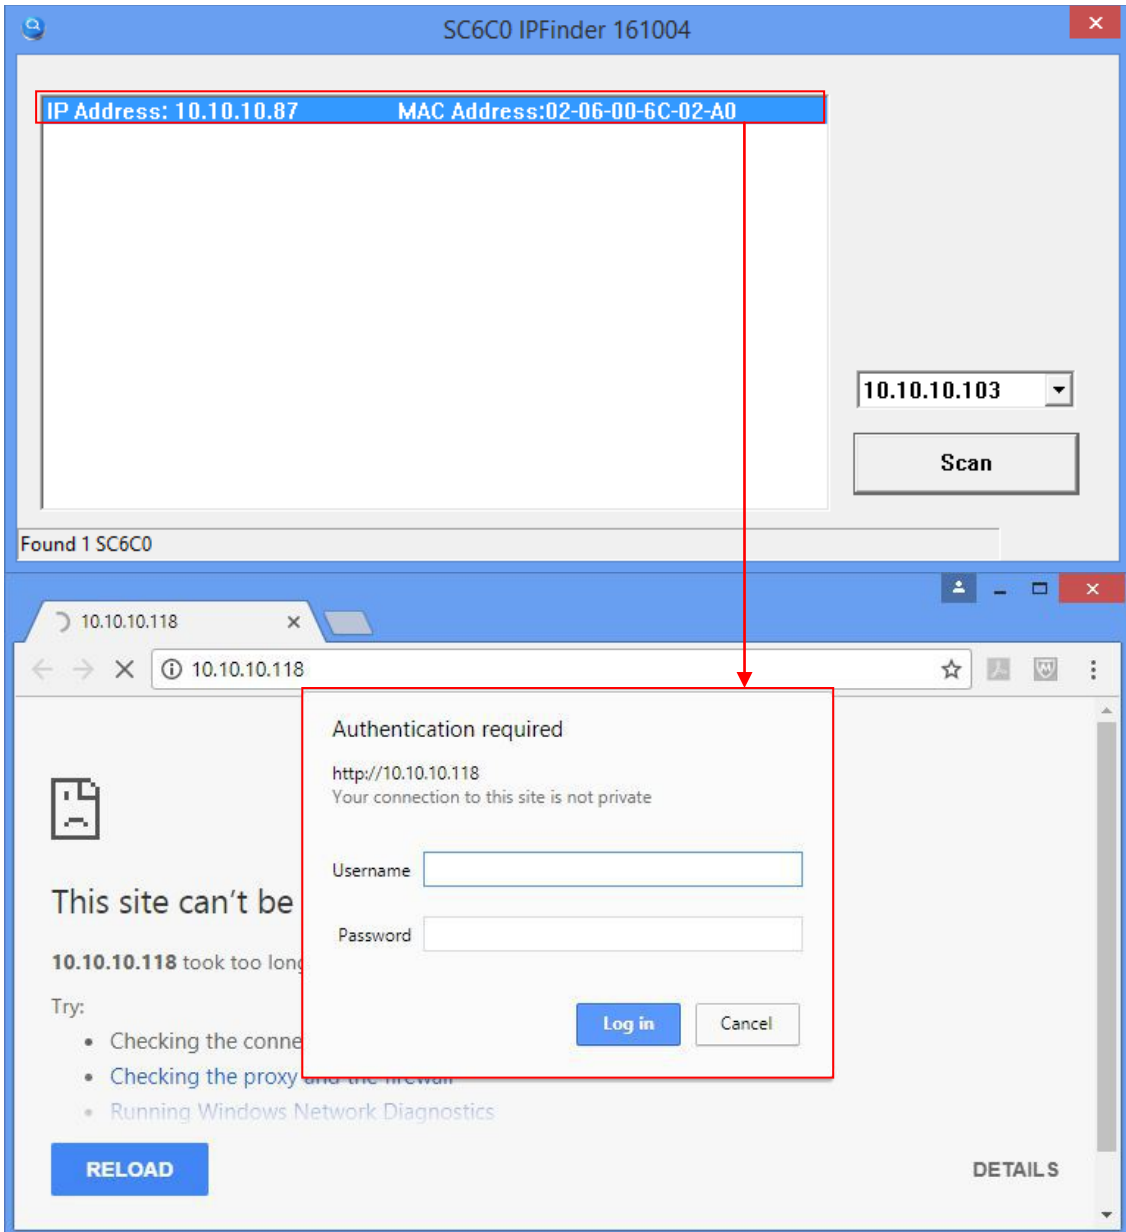 SC6C0 IPFinder 161004
IP Address: 10.10.10.87 MAC Address:02-06-00-6C-02-A0
10.10.10.103
Scan
Found 1 SC6C0
10.10.10.118
10.10.10.118
Authentication required
http://10.10.10.118
Your connection to this site is not private
Username
This site can't be
Password
10.10.10.118 took too long
Try:
Log in Cancel
• Checking the conne
• Checking the proxy and the firewall
• Running Windows Network Diagnostics
RELOAD DETAILS